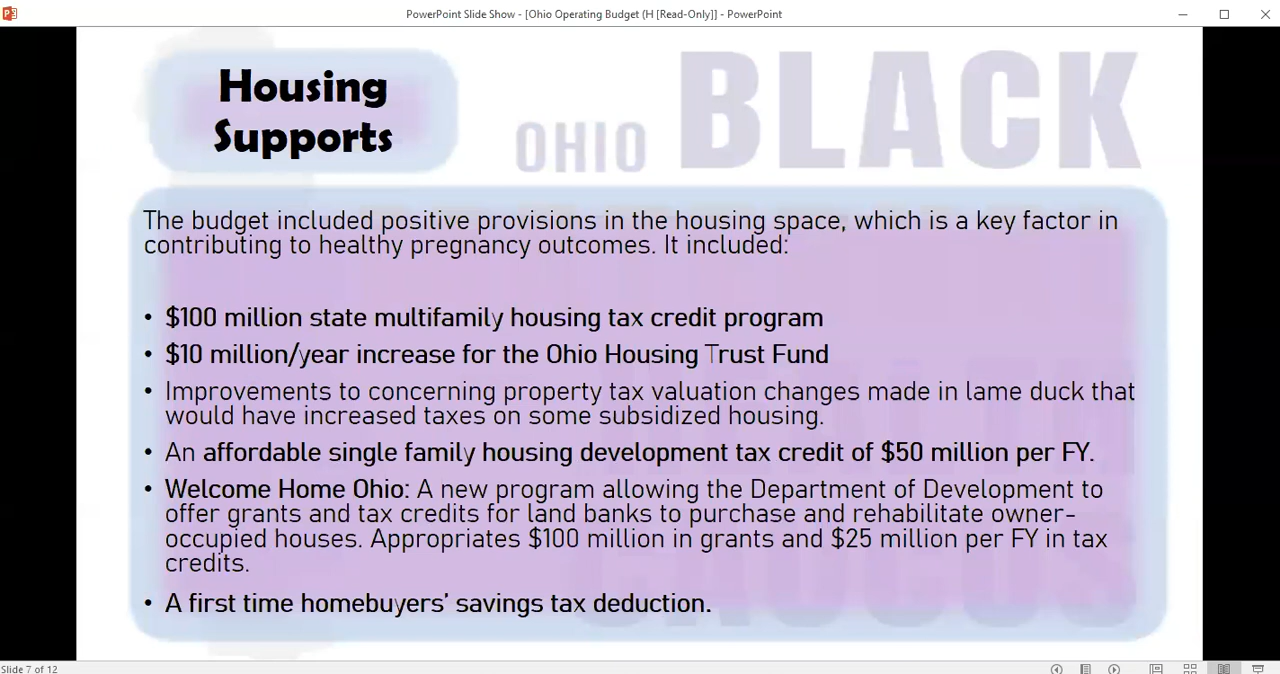 PowerPoint Slide Show - [Ohio Operating Budget (H [Read-Only]] - PowerPoint
Housing
Supports
OHIO BLACK
The budget included positive provisions in the housing space, which is a key factor in
contributing to healthy pregnancy outcomes. It included:
• $100 million state multifamily housing tax credit program
• $10 million/year increase for the Ohio Housing Trust Fund
• Improvements to concerning property tax valuation changes made in lame duck that
would have increased taxes on some subsidized housing.
• An affordable single family housing development tax credit of $50 million per FY.
• Welcome Home Ohio: A new program allowing the Department of Development to
offer grants and tax credits for land banks to purchase and rehabilitate owner-
occupied houses. Appropriates $100 million in grants and $25 million per FY in tax
credits.
• A first time homebuyers’ savings tax deduction.
CAUCUS
Slide 7 of 12